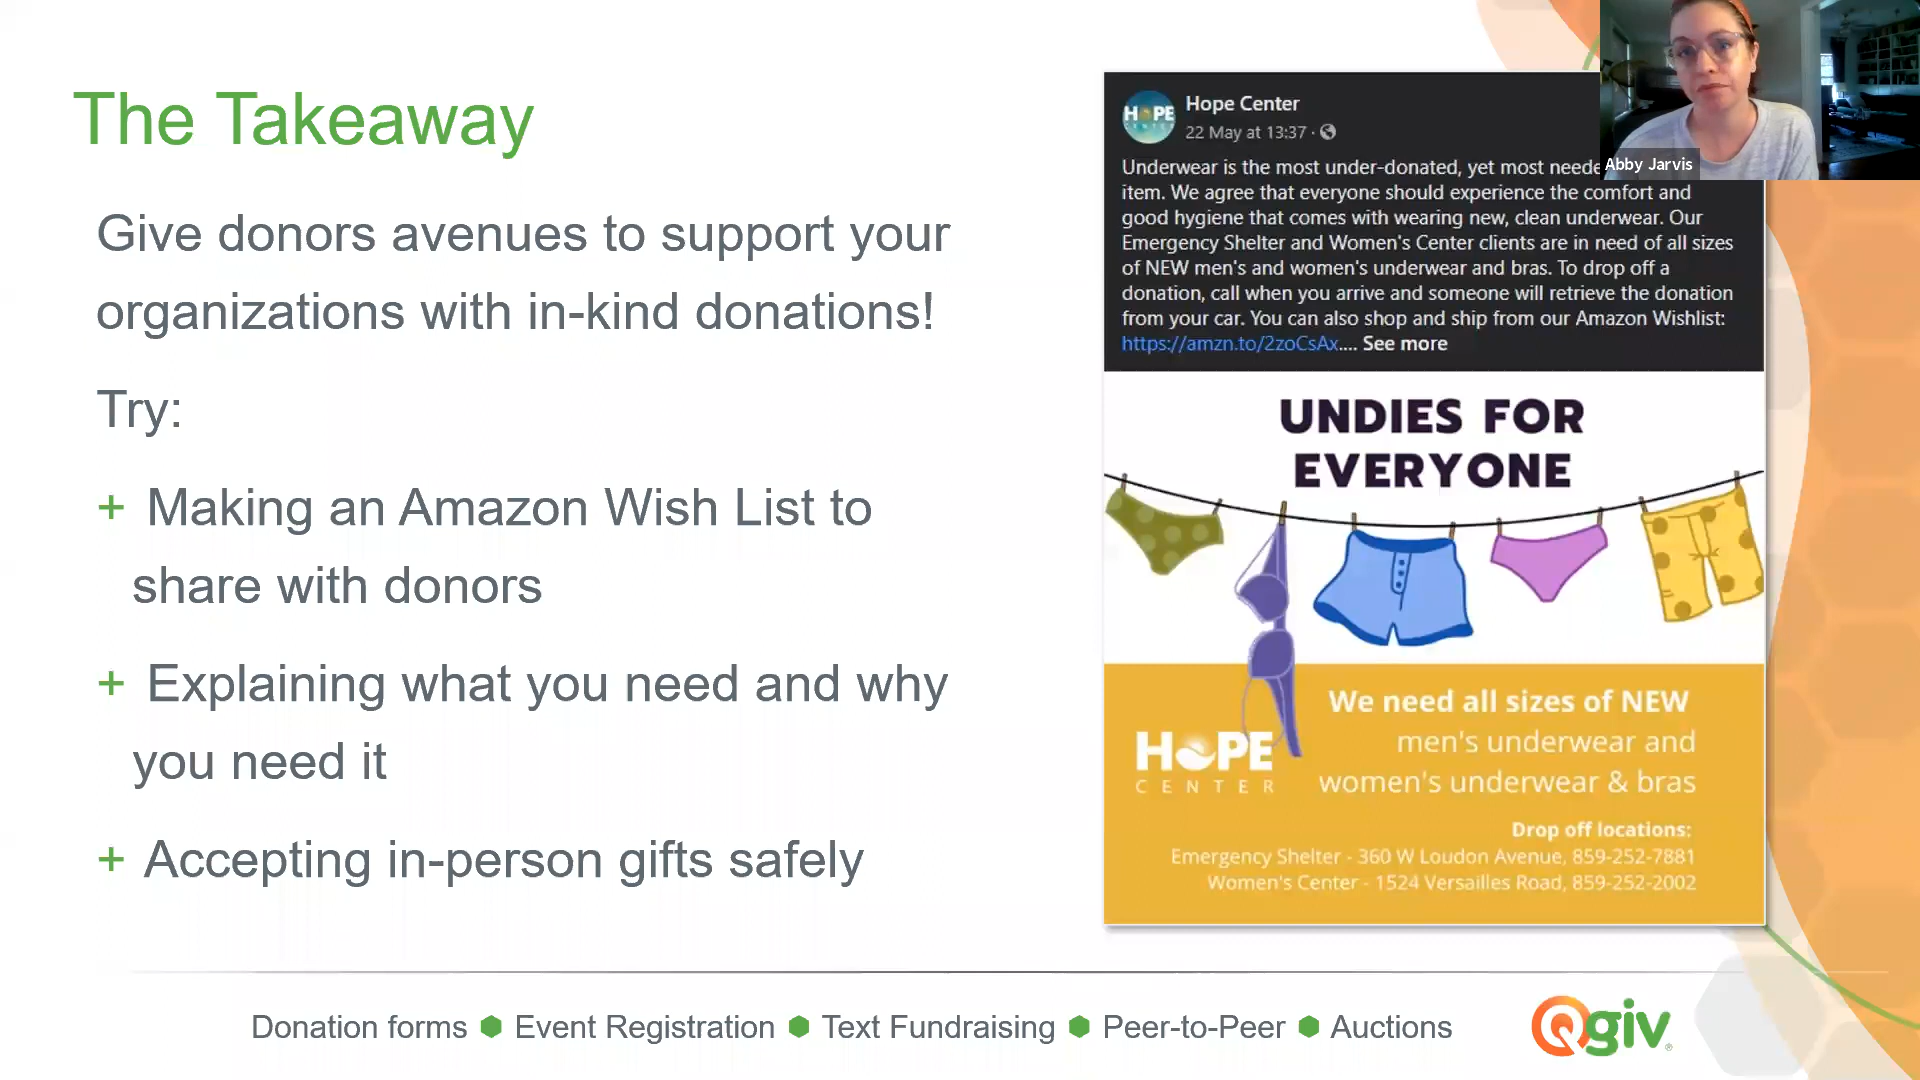 The Takeaway
Give donors avenues to support your
organizations with in-kind donations!
Try:
+ Making an Amazon Wish List to
share with donors
+ Explaining what you need and why
you need it
+ Accepting in-person gifts safely
HOPE
CENTER
Hope Center
22 May at 13:37 ·
Underwear is the most under-donated, yet most neede
item. We agree that everyone should experience the comfort and
good hygiene that comes with wearing new, clean underwear. Our
Emergency Shelter and Women's Center clients are in need of all sizes
of NEW men's and women's underwear and bras. To drop off a
donation, call when you arrive and someone will retrieve the donation
from your car. You can also shop and ship from our Amazon Wishlist:
https://amzn.to/2zoCsAx.... See more
Abby Jarvis
UNDIES FOR
EVERYONE
We need all sizes of NEW
men's underwear and
women's underwear & bras
HOPE
CENTER
Drop off locations:
Emergency Shelter - 360 W Loudon Avenue, 859-252-7881
Women's Center - 1524 Versailles Road, 859-252-2002
Donation forms ⬢ Event Registration ⬢ Text Fundraising ⬢ Peer-to-Peer ⬢ Auctions
Qgiv®